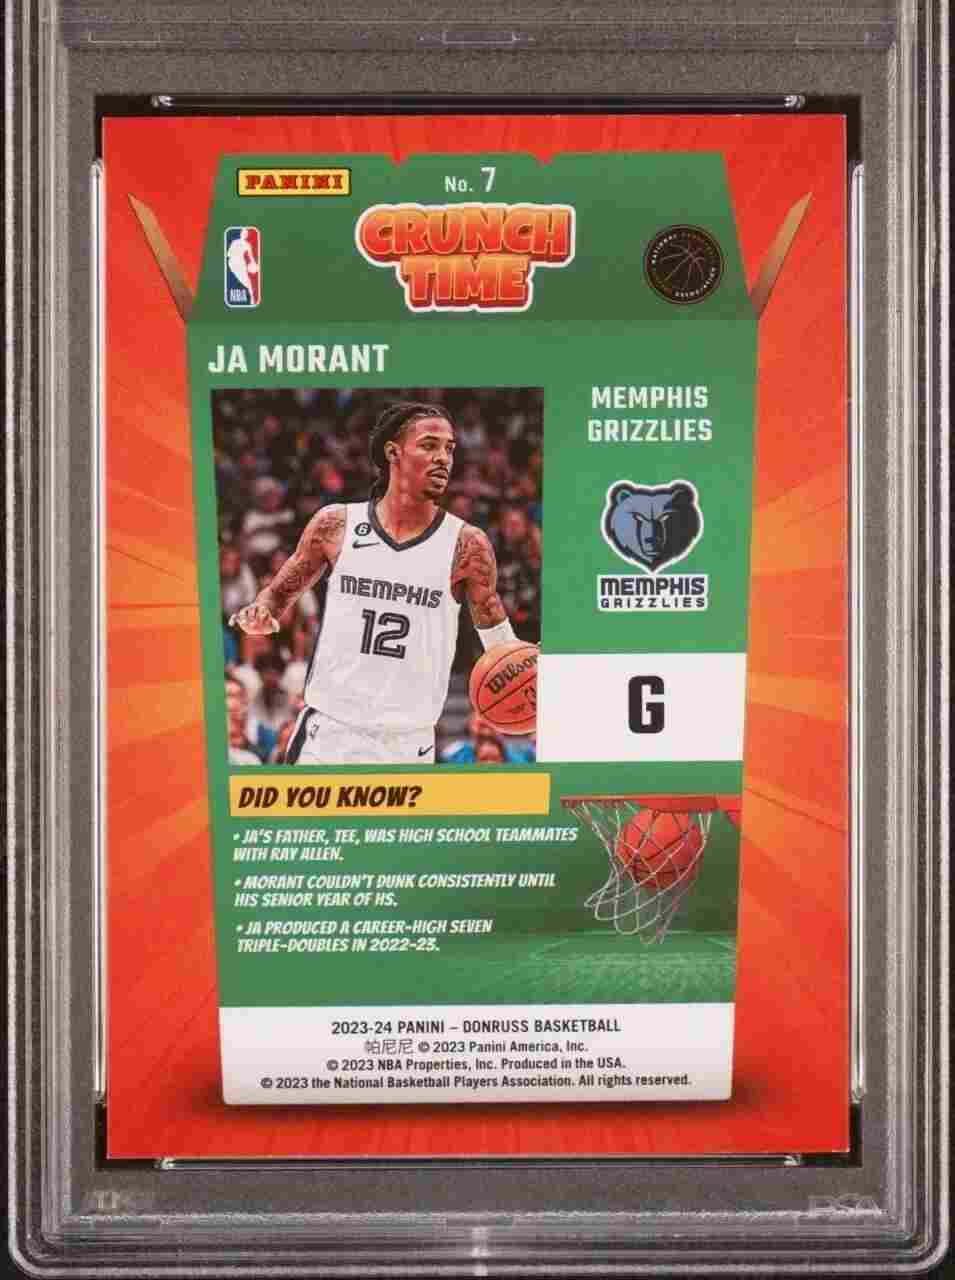 PANINI
No. 7
CRUNCH
TIME
NBA
JA MORANT
MEMPHIS
GRIZZLIES
6
MEMPHIS
12
Wilson
MEMPHIS
GRIZZLIES
G
DID YOU KNOW?
• JA'S FATHER, TEE, WAS HIGH SCHOOL TEAMMATES
WITH RAY ALLEN.
• MORANT COULDN'T DUNK CONSISTENTLY UNTIL
HIS SENIOR YEAR OF HS.
• JA PRODUCED A CAREER-HIGH SEVEN
TRIPLE-DOUBLES IN 2022-23.
2023-24 PANINI – DONRUSS BASKETBALL
帕尼尼 © 2023 Panini America, Inc.
© 2023 NBA Properties, Inc. Produced in the USA.
© 2023 the National Basketball Players Association. All rights reserved.
PSA